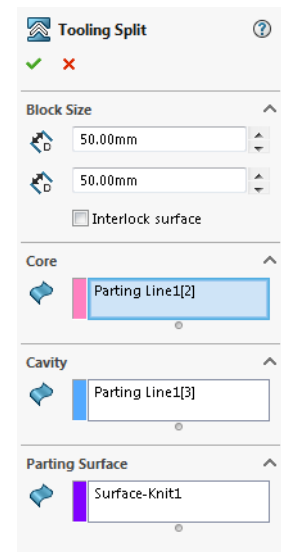 Tooling Split
?
Block Size
D
50.00mm
D
50.00mm
Interlock surface
Core
Parting Line1[2]
Cavity
Parting Line1[3]
Parting Surface
Surface-Knit1